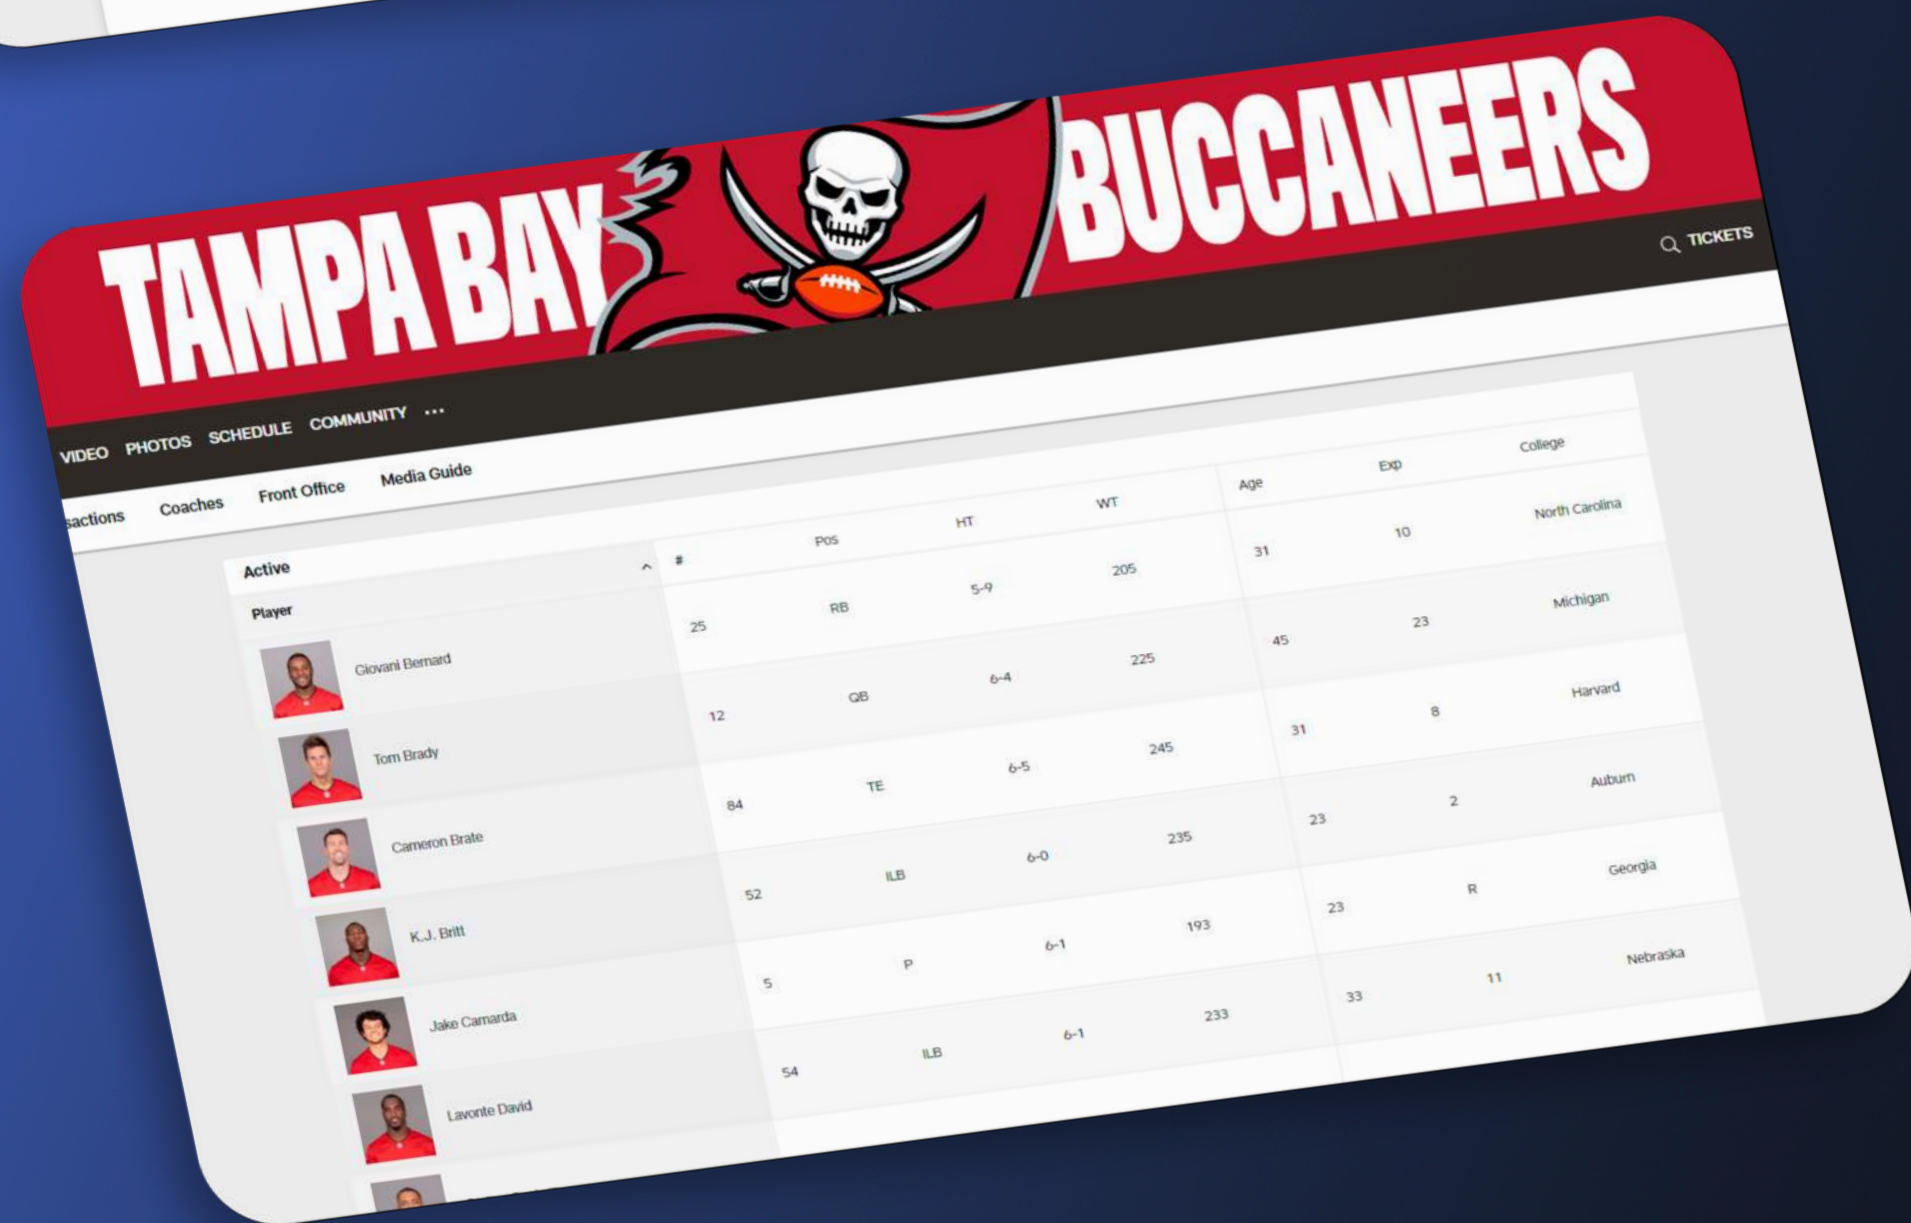 TAMPA BAY BUCCANEERS
VIDEO PHOTOS SCHEDULE COMMUNITY ... TICKETS
sactions Coaches Front Office Media Guide
Active
Player # Pos HT WT Age Exp College
Giovani Bernard 25 RB 5-9 205 31 10 North Carolina
Tom Brady 12 QB 6-4 225 45 23 Michigan
Cameron Brate 84 TE 6-5 245 31 8 Harvard
K.J. Britt 52 ILB 6-0 235 23 2 Auburn
Jake Camarda 5 P 6-1 193 23 R Georgia
Lavonte David 54 ILB 6-1 233 33 11 Nebraska